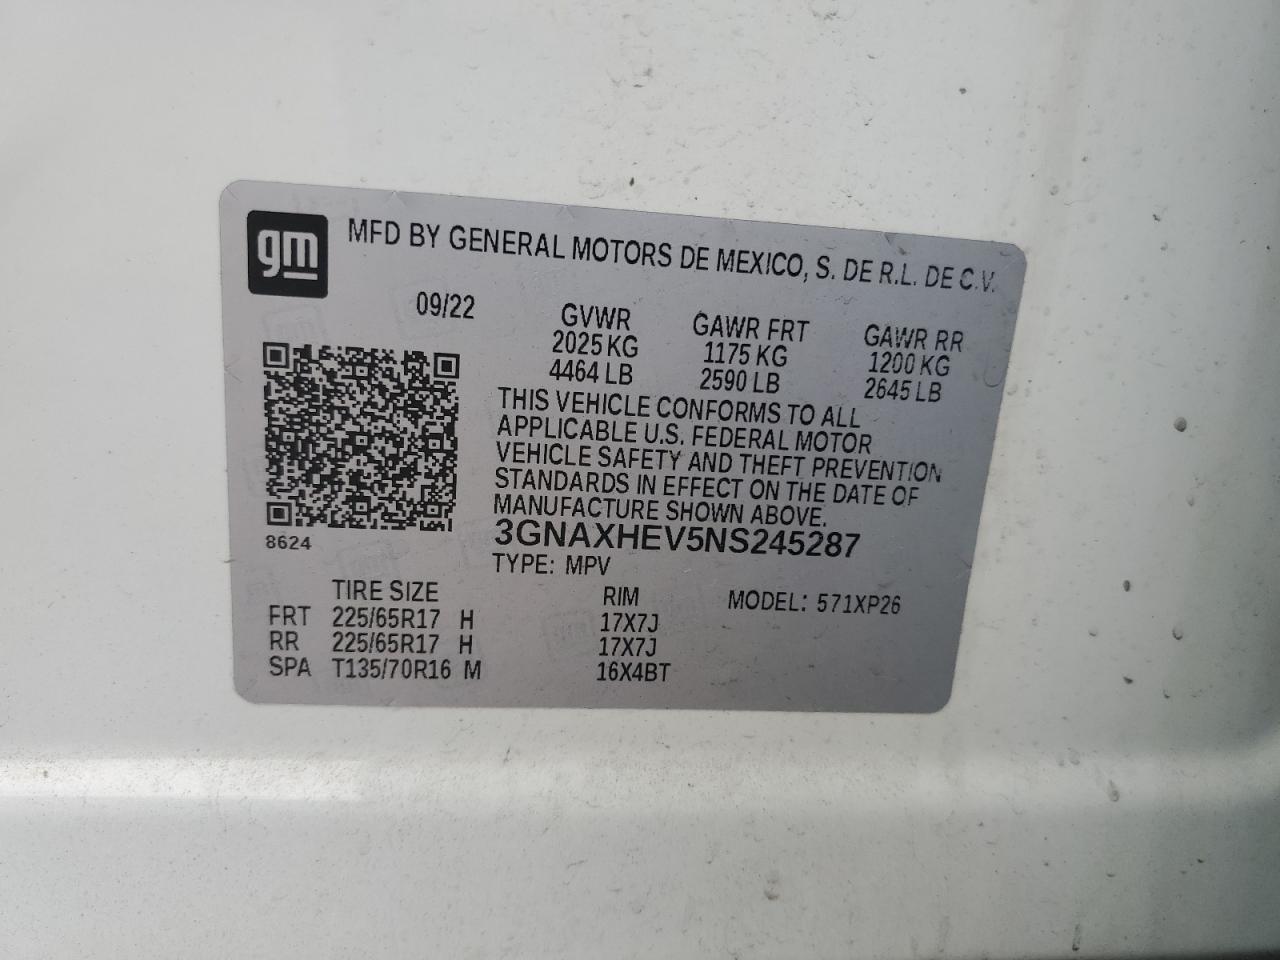 gm
MFD BY GENERAL MOTORS DE MEXICO, S. DE R.L. DE C.V.
09/22
GVWR GAWR FRT GAWR RR
2025 KG 1175 KG 1200 KG
4464 LB 2590 LB 2645 LB
THIS VEHICLE CONFORMS TO ALL
APPLICABLE U.S. FEDERAL MOTOR
VEHICLE SAFETY AND THEFT PREVENTION
STANDARDS IN EFFECT ON THE DATE OF
MANUFACTURE SHOWN ABOVE.
8624
3GNAXHEV5NS245287
TYPE: MPV
TIRE SIZE RIM MODEL: 571XP26
FRT 225/65R17 H 17X7J
RR 225/65R17 H 17X7J
SPA T135/70R16 M 16X4BT